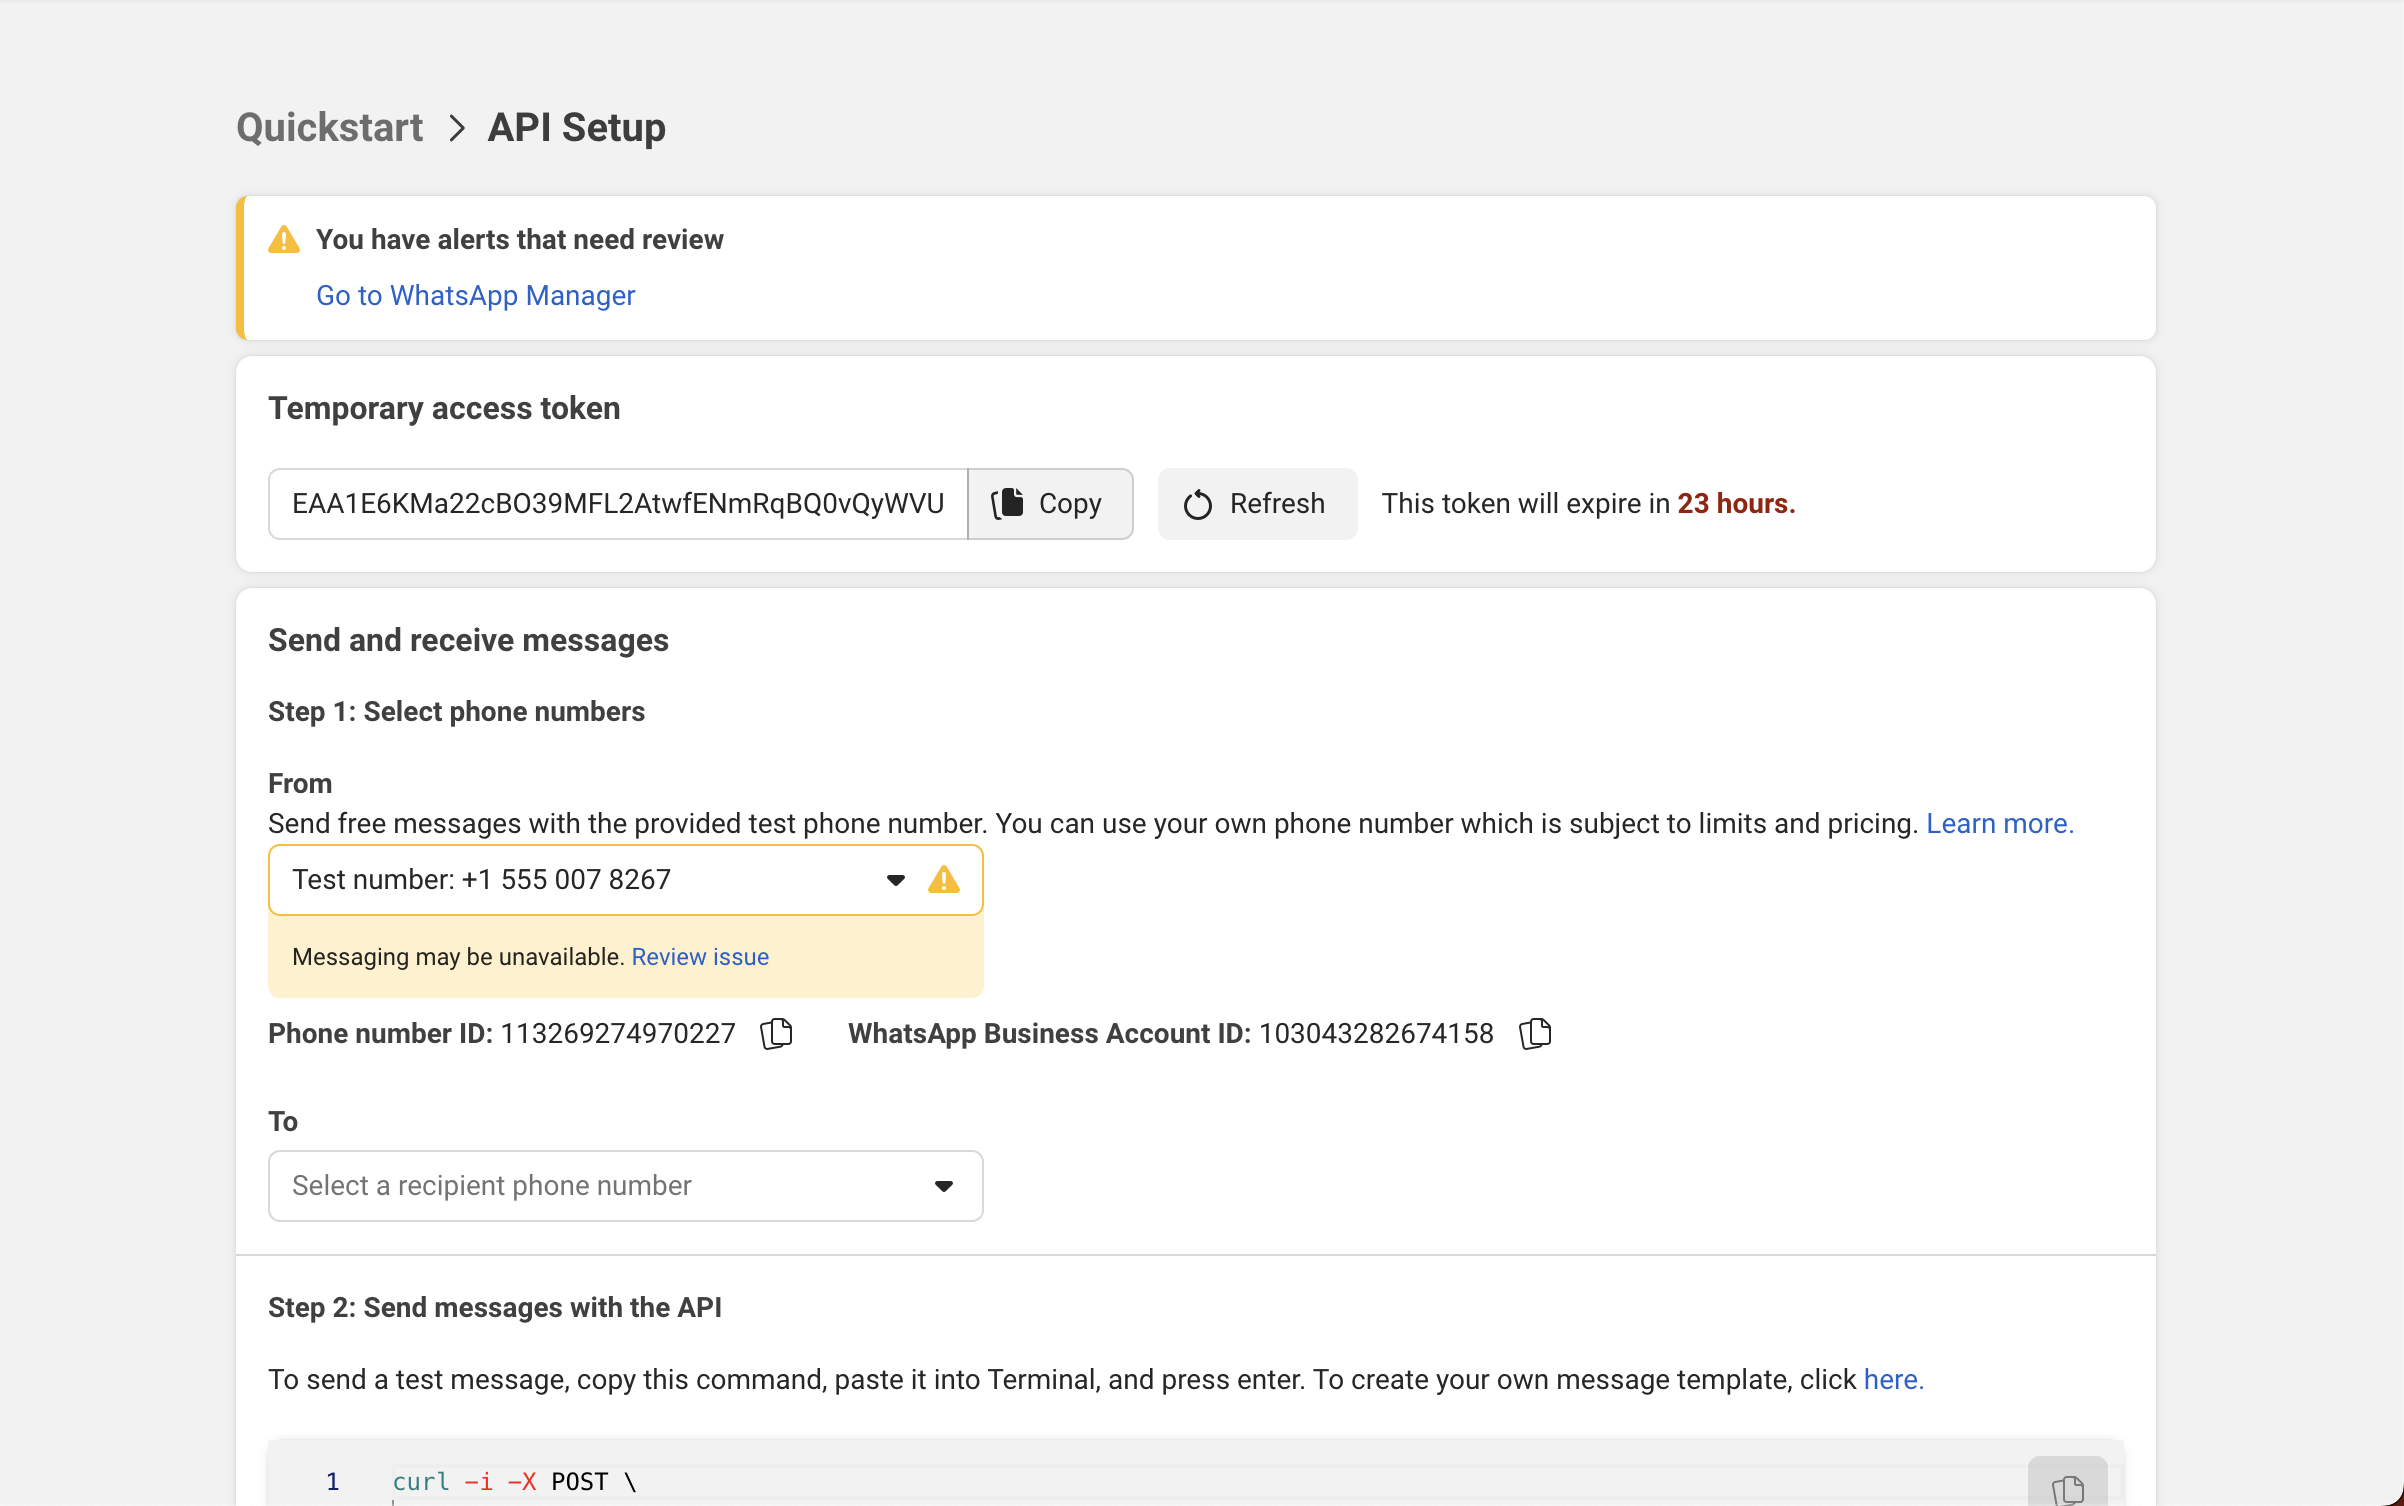 Quickstart > API Setup
You have alerts that need review
Go to WhatsApp Manager
Temporary access token
EAA1E6KMa22cBO39MFL2AtwfENmRqBQ0vQyWVU
Copy
Refresh
This token will expire in 23 hours.
Send and receive messages
Step 1: Select phone numbers
From
Send free messages with the provided test phone number. You can use your own phone number which is subject to limits and pricing. Learn more.
Test number: +1 555 007 8267
Messaging may be unavailable. Review issue
Phone number ID: 113269274970227
WhatsApp Business Account ID: 103043282674158
To
Select a recipient phone number
Step 2: Send messages with the API
To send a test message, copy this command, paste it into Terminal, and press enter. To create your own message template, click here.
1 curl -i -X POST \